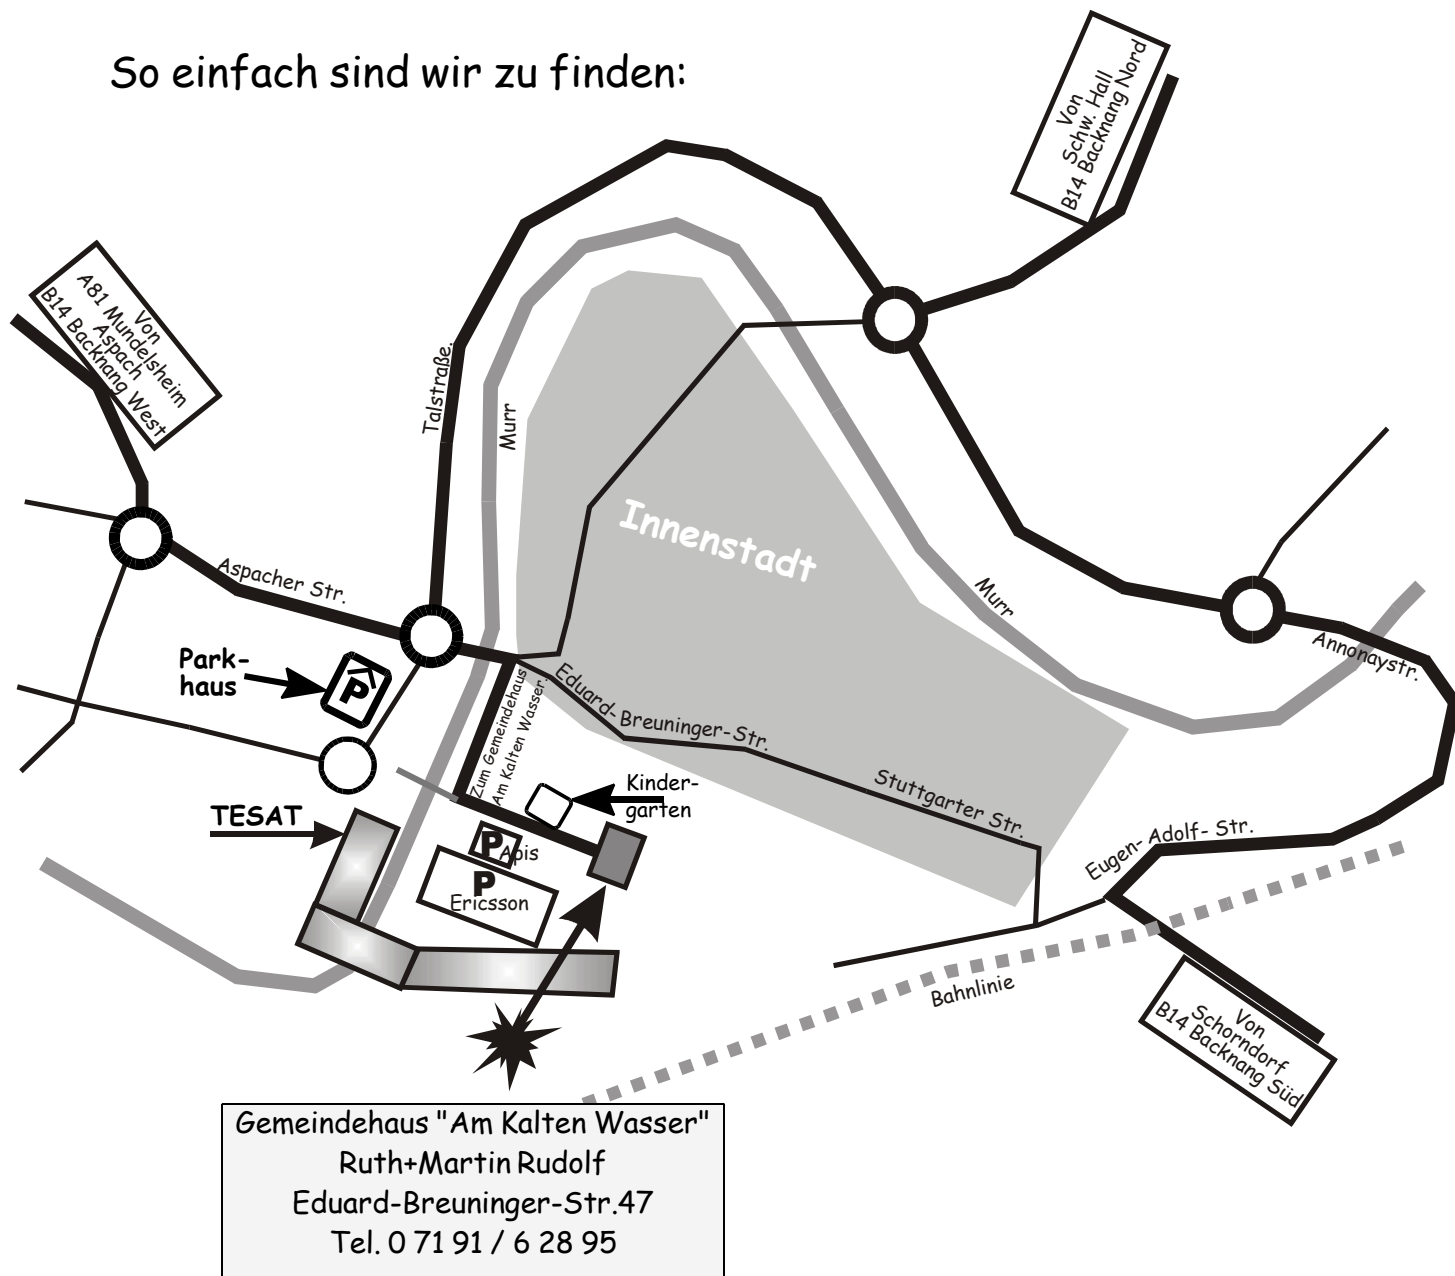 So einfach sind wir zu finden:
Von
Schw. Hall
B14 Backnang Nord
Von
A81 Mundelsheim
Aspach
B14 Backnang West
Talstraße.
Murr
Innenstadt
Aspacher Str.
Murr
Annonaystr.
Park-
haus
P
Zum Gemeindehaus
Am Kalten Wasser.
Eduard-Breuninger-Str.
Stuttgarter Str.
Kinder-
garten
TESAT
P
Apis
P
Ericsson
Eugen-Adolf-Str.
Bahnlinie
Von
Schorndorf
B14 Backnang Süd
Gemeindehaus "Am Kalten Wasser"
Ruth+Martin Rudolf
Eduard-Breuninger-Str.47
Tel. 0 71 91 / 6 28 95